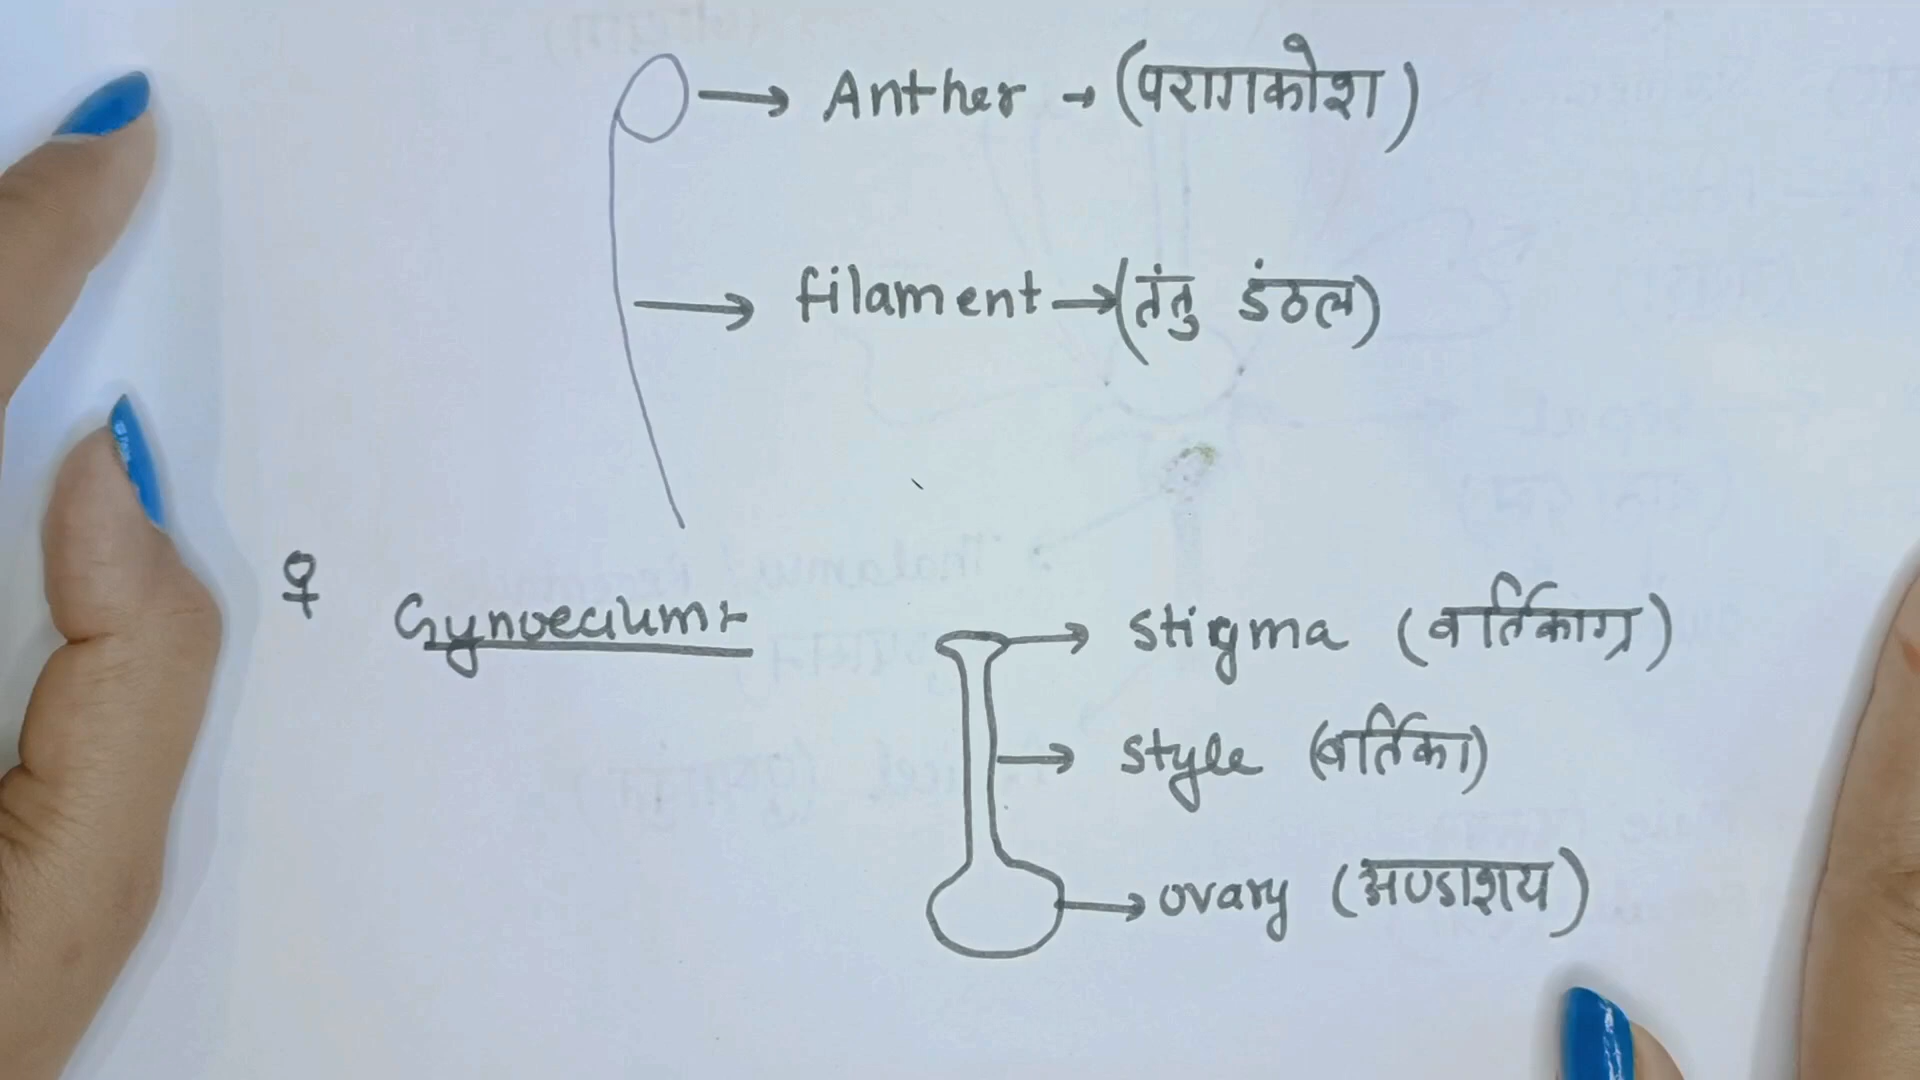 Anther → (परागकोश)
filament → (तंतु डंठल)
♀ Gynoecium:-
stigma (वर्तिकाग्र)
style (वर्तिका)
ovary (अण्डाशय)